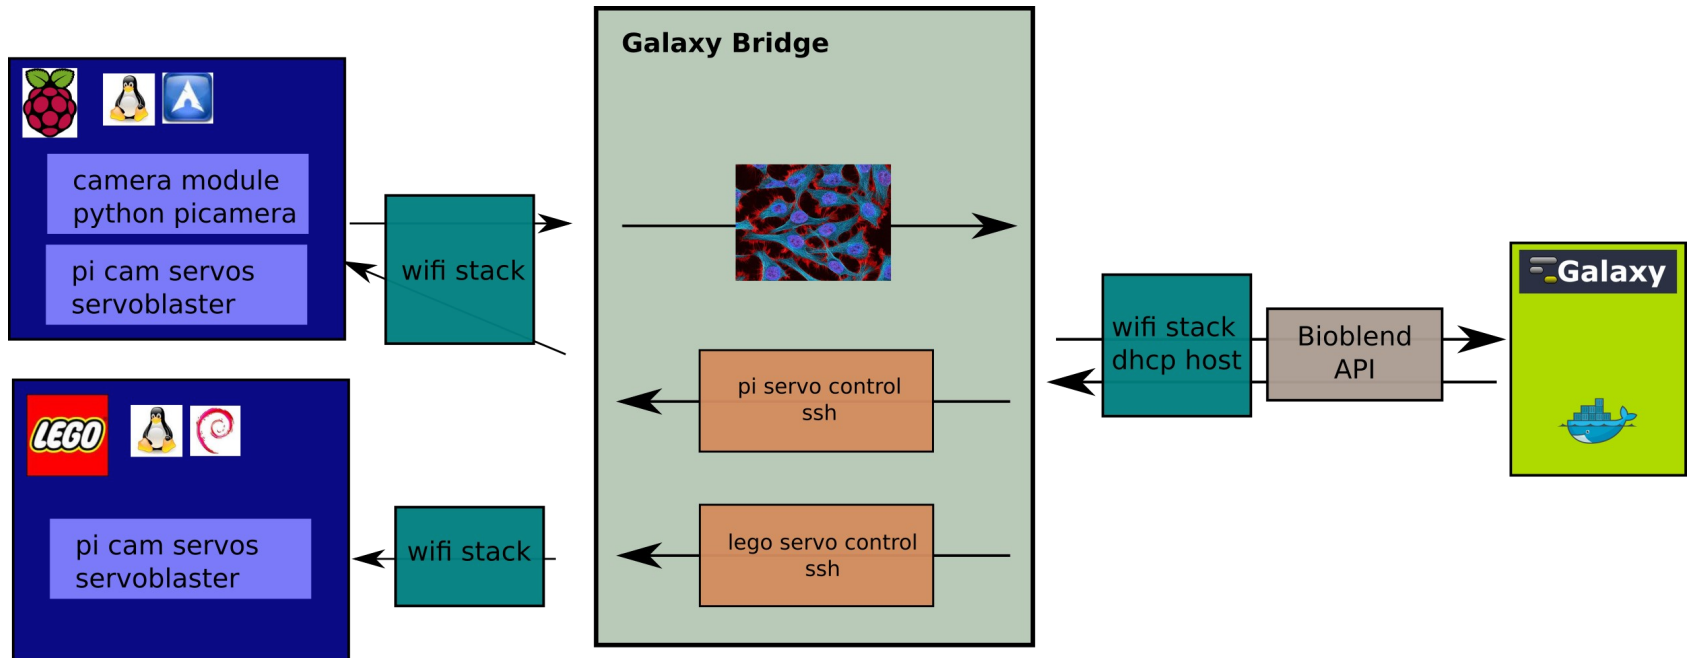 Galaxy Bridge
camera module
python picamera
pi cam servos
servoblaster
wifi stack
LEGO
pi cam servos
servoblaster
wifi stack
pi servo control
ssh
lego servo control
ssh
wifi stack
dhcp host
Bioblend
API
Galaxy